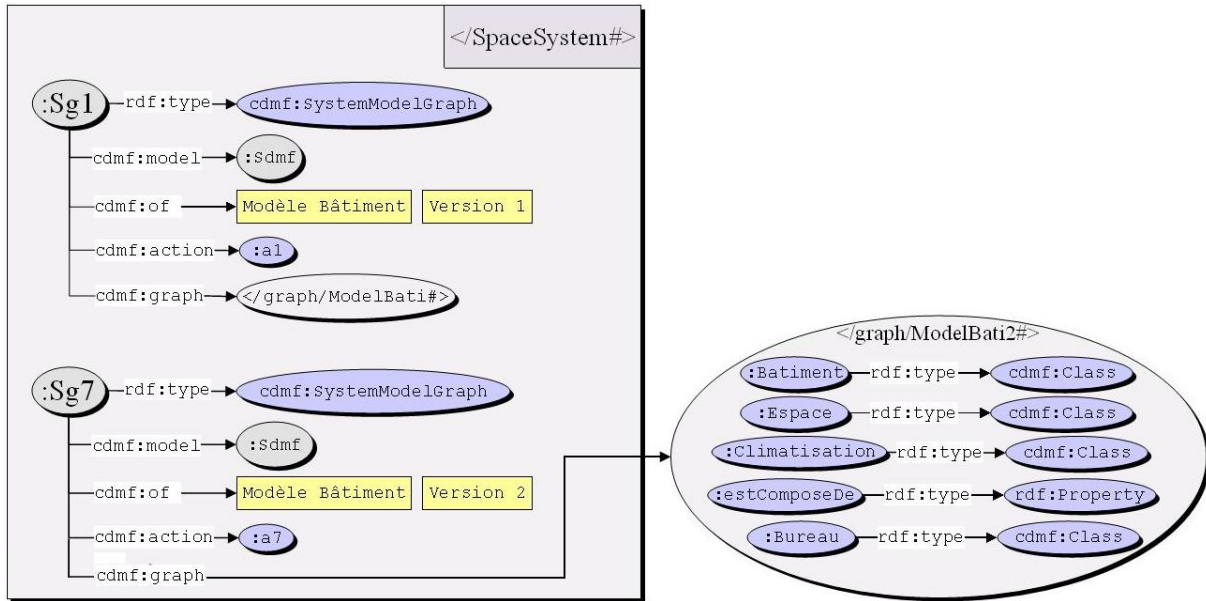 </SpaceSystem#>
:Sg1 rdf:type cdmf:SystemModelGraph
cdmf:model :Sdmf
cdmf:of Modèle Bâtiment Version 1
cdmf:action :a1
cdmf:graph </graph/ModelBati#>
:Sg7 rdf:type cdmf:SystemModelGraph
cdmf:model :Sdmf
cdmf:of Modèle Bâtiment Version 2
cdmf:action :a7
cdmf:graph
</graph/ModelBati2#>
:Batiment rdf:type cdmf:Class
:Espace rdf:type cdmf:Class
:Climatisation rdf:type cdmf:Class
:estComposeDe rdf:type rdf:Property
:Bureau rdf:type cdmf:Class